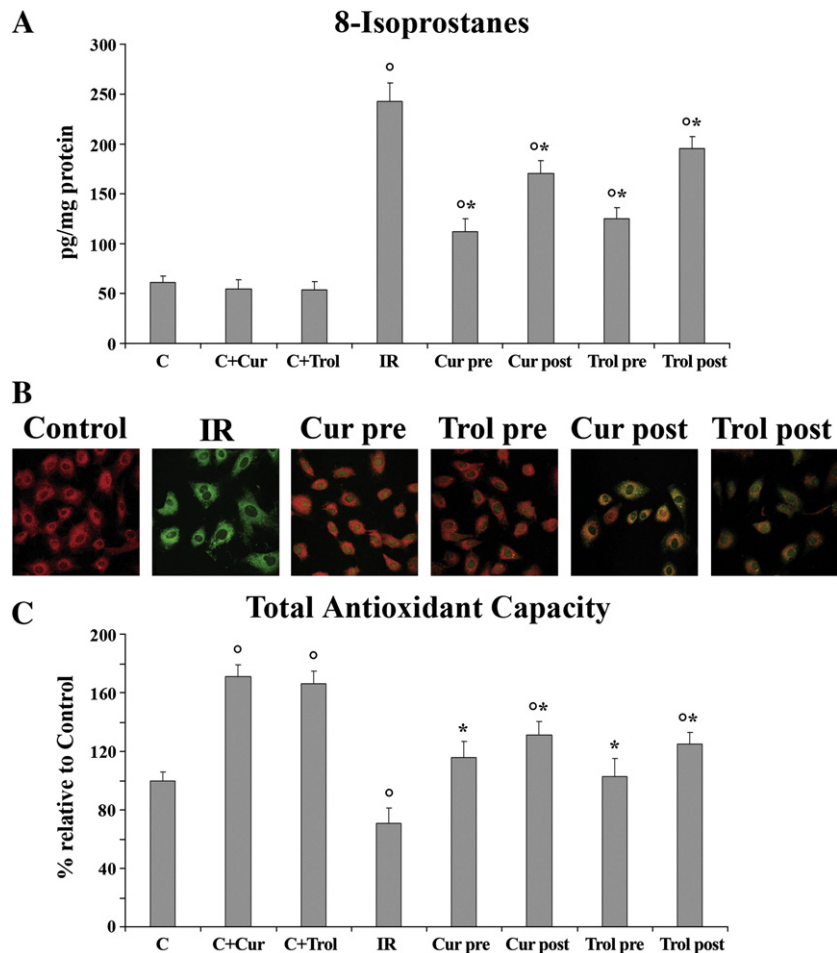 A
8-Isoprostanes
pg/mg protein
300
250
200
150
100
50
0
° °* °* °* °*
C C+Cur C+Trol IR Cur pre Cur post Trol pre Trol post
B
Control IR Cur pre Trol pre Cur post Trol post
C
Total Antioxidant Capacity
% relative to Control
200
160
120
80
40
0
° ° ° * °* * °*
C C+Cur C+Trol IR Cur pre Cur post Trol pre Trol post